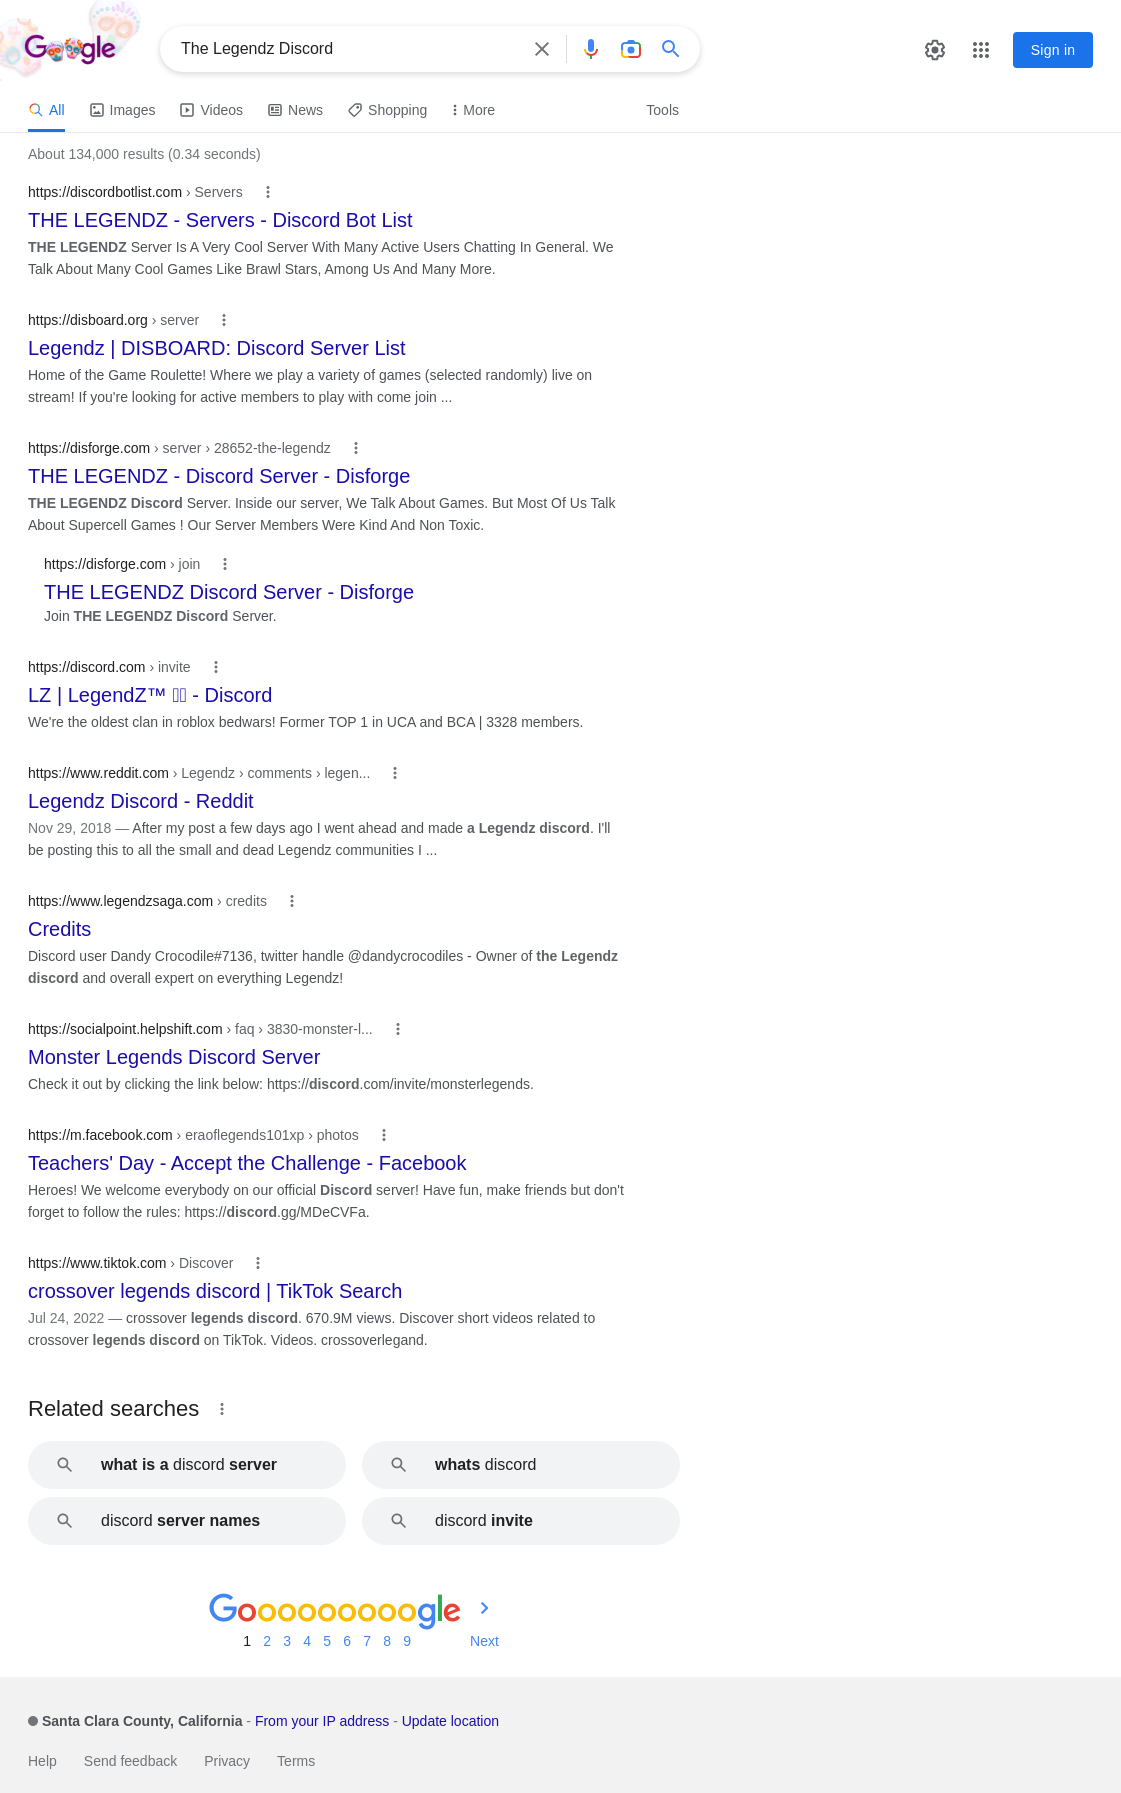 Google
The Legendz Discord
Sign in
All Images Videos News Shopping More Tools
About 134,000 results (0.34 seconds)
https://discordbotlist.com › Servers
THE LEGENDZ - Servers - Discord Bot List
THE LEGENDZ Server Is A Very Cool Server With Many Active Users Chatting In General. We
Talk About Many Cool Games Like Brawl Stars, Among Us And Many More.
https://disboard.org › server
Legendz | DISBOARD: Discord Server List
Home of the Game Roulette! Where we play a variety of games (selected randomly) live on
stream! If you're looking for active members to play with come join ...
https://disforge.com › server › 28652-the-legendz
THE LEGENDZ - Discord Server - Disforge
THE LEGENDZ Discord Server. Inside our server, We Talk About Games. But Most Of Us Talk
About Supercell Games ! Our Server Members Were Kind And Non Toxic.
https://disforge.com › join
THE LEGENDZ Discord Server - Disforge
Join THE LEGENDZ Discord Server.
https://discord.com › invite
LZ | LegendZ™ - Discord
We're the oldest clan in roblox bedwars! Former TOP 1 in UCA and BCA | 3328 members.
https://www.reddit.com › Legendz › comments › legen...
Legendz Discord - Reddit
Nov 29, 2018 — After my post a few days ago I went ahead and made a Legendz discord. I'll
be posting this to all the small and dead Legendz communities I ...
https://www.legendzsaga.com › credits
Credits
Discord user Dandy Crocodile#7136, twitter handle @dandycrocodiles - Owner of the Legendz
discord and overall expert on everything Legendz!
https://socialpoint.helpshift.com › faq › 3830-monster-l...
Monster Legends Discord Server
Check it out by clicking the link below: https://discord.com/invite/monsterlegends.
https://m.facebook.com › eraoflegends101xp › photos
Teachers' Day - Accept the Challenge - Facebook
Heroes! We welcome everybody on our official Discord server! Have fun, make friends but don't
forget to follow the rules: https://discord.gg/MDeCVFa.
https://www.tiktok.com › Discover
crossover legends discord | TikTok Search
Jul 24, 2022 — crossover legends discord. 670.9M views. Discover short videos related to
crossover legends discord on TikTok. Videos. crossoverlegand.
Related searches
what is a discord server
whats discord
discord server names
discord invite
Gooooooooogle
1 2 3 4 5 6 7 8 9 Next
Santa Clara County, California - From your IP address - Update location
Help Send feedback Privacy Terms